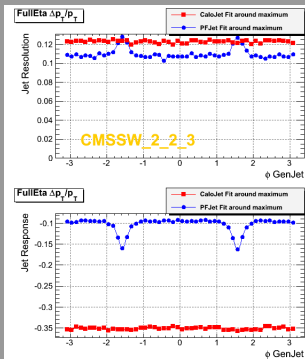 FullEta Δp_T/p_T
CaloJet Fit around maximum
PFJet Fit around maximum
Jet Resolution
0.12
0.1
0.08
0.06
0.04
0.02
0
CMSSW_2_2_3
-3 -2 -1 0 1 2 3
ϕ GenJet
FullEta Δp_T/p_T
CaloJet Fit around maximum
PFJet Fit around maximum
Jet Response
-0.1
-0.15
-0.2
-0.25
-0.3
-0.35
-3 -2 -1 0 1 2 3
ϕ GenJet